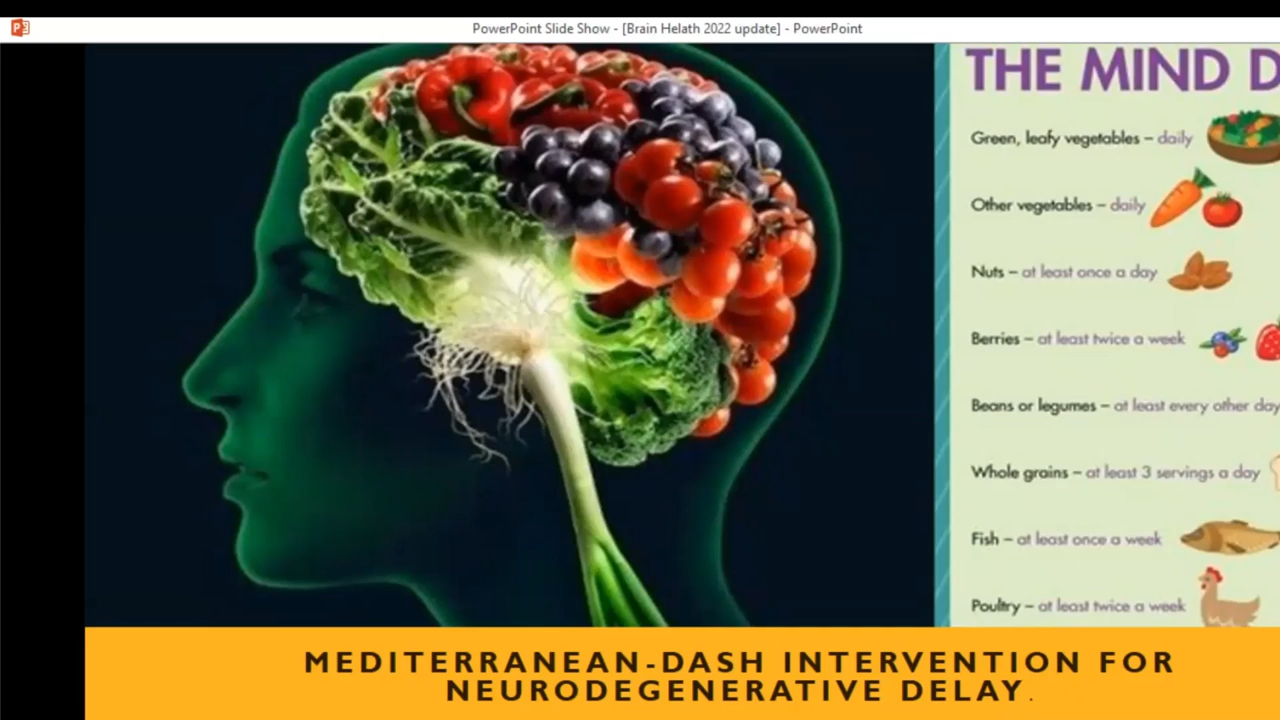 PowerPoint Slide Show - [Brain Helath 2022 update] - PowerPoint
THE MIND D
Green, leafy vegetables – daily
Other vegetables – daily
Nuts – at least once a day
Berries – at least twice a week
Beans or legumes – at least every other day
Whole grains – at least 3 servings a day
Fish – at least once a week
Poultry – at least twice a week
MEDITERRANEAN-DASH INTERVENTION FOR
NEURODEGENERATIVE DELAY.